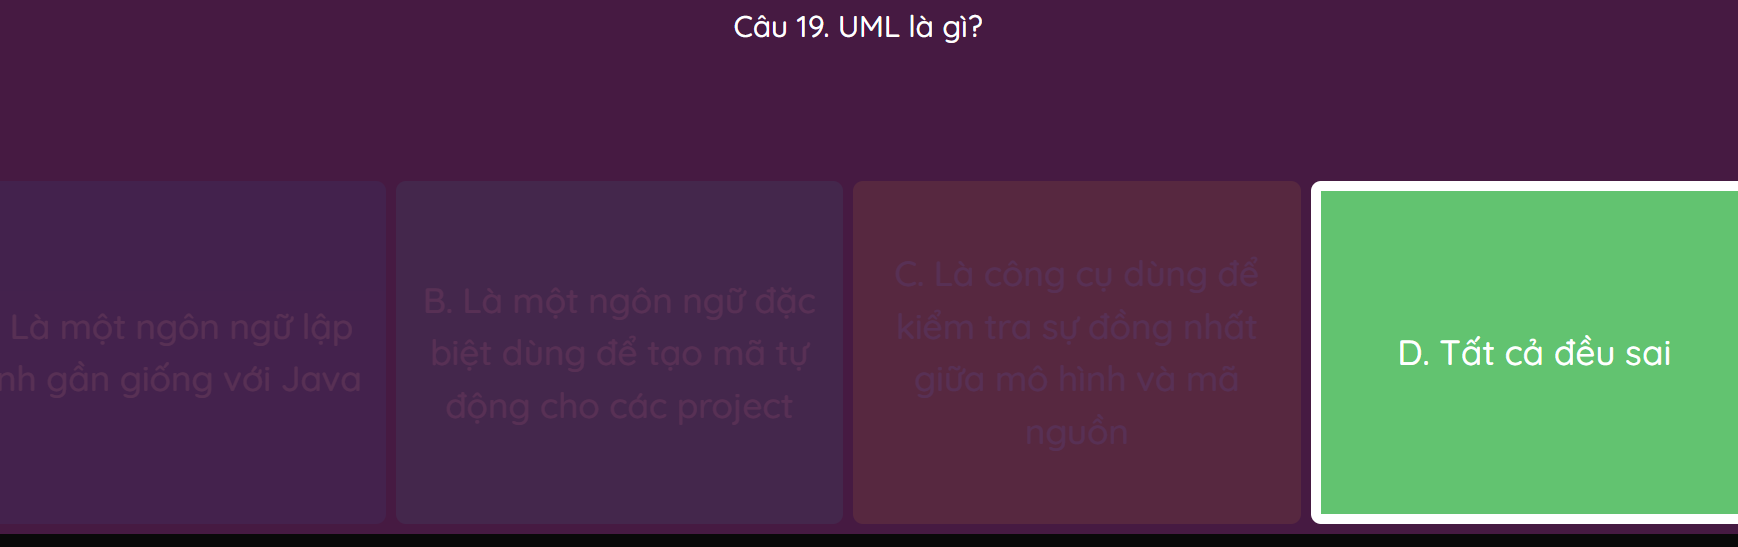 Câu 19. UML là gì?
Là một ngôn ngữ lập
nh gần giống với Java
B. Là một ngôn ngữ đặc
biệt dùng để tạo mã tự
động cho các project
C. Là công cụ dùng để
kiểm tra sự đồng nhất
giữa mô hình và mã
nguồn
D. Tất cả đều sai